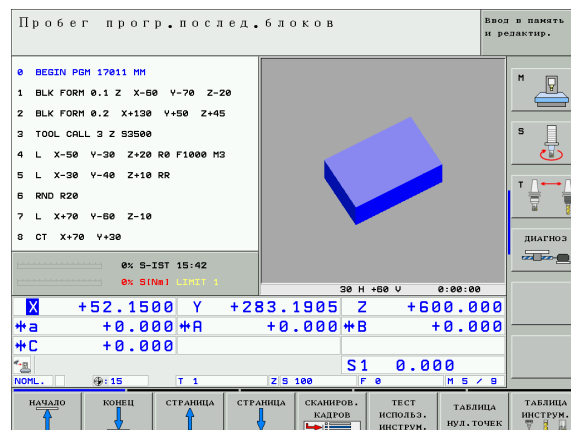 Пробег прогр.послед.блоков
Ввод в память
и редактир.
0 BEGIN PGM 17011 MM
1 BLK FORM 0.1 Z X-60 Y-70 Z-20
2 BLK FORM 0.2 X+130 Y+50 Z+45
3 TOOL CALL 3 Z S3500
4 L X-50 Y-30 Z+20 R0 F1000 M3
5 L X-30 Y-40 Z+10 RR
6 RND R20
7 L X+70 Y-60 Z-10
8 CT X+70 Y+30
M
S
T
ДИАГНОЗ
0% S-IST 15:42
0% S[Nm] LIMIT 1
30 H +60 V 0:00:00
X +52.1500 Y +283.1905 Z +600.000
*a +0.000 *A +0.000 *B +0.000
*C +0.000
S1 0.000
NOML. :15 T 1 Z S 100 F 0 M 5 / 9
НАЧАЛО
КОНЕЦ
СТРАНИЦА
СТРАНИЦА
СКАНИРОВ.
КАДРОВ
ТЕСТ
ИСПОЛЬЗ.
ИНСТРУМ.
ТАБЛИЦА
НУЛ.ТОЧЕК
ТАБЛИЦА
ИНСТРУМ.